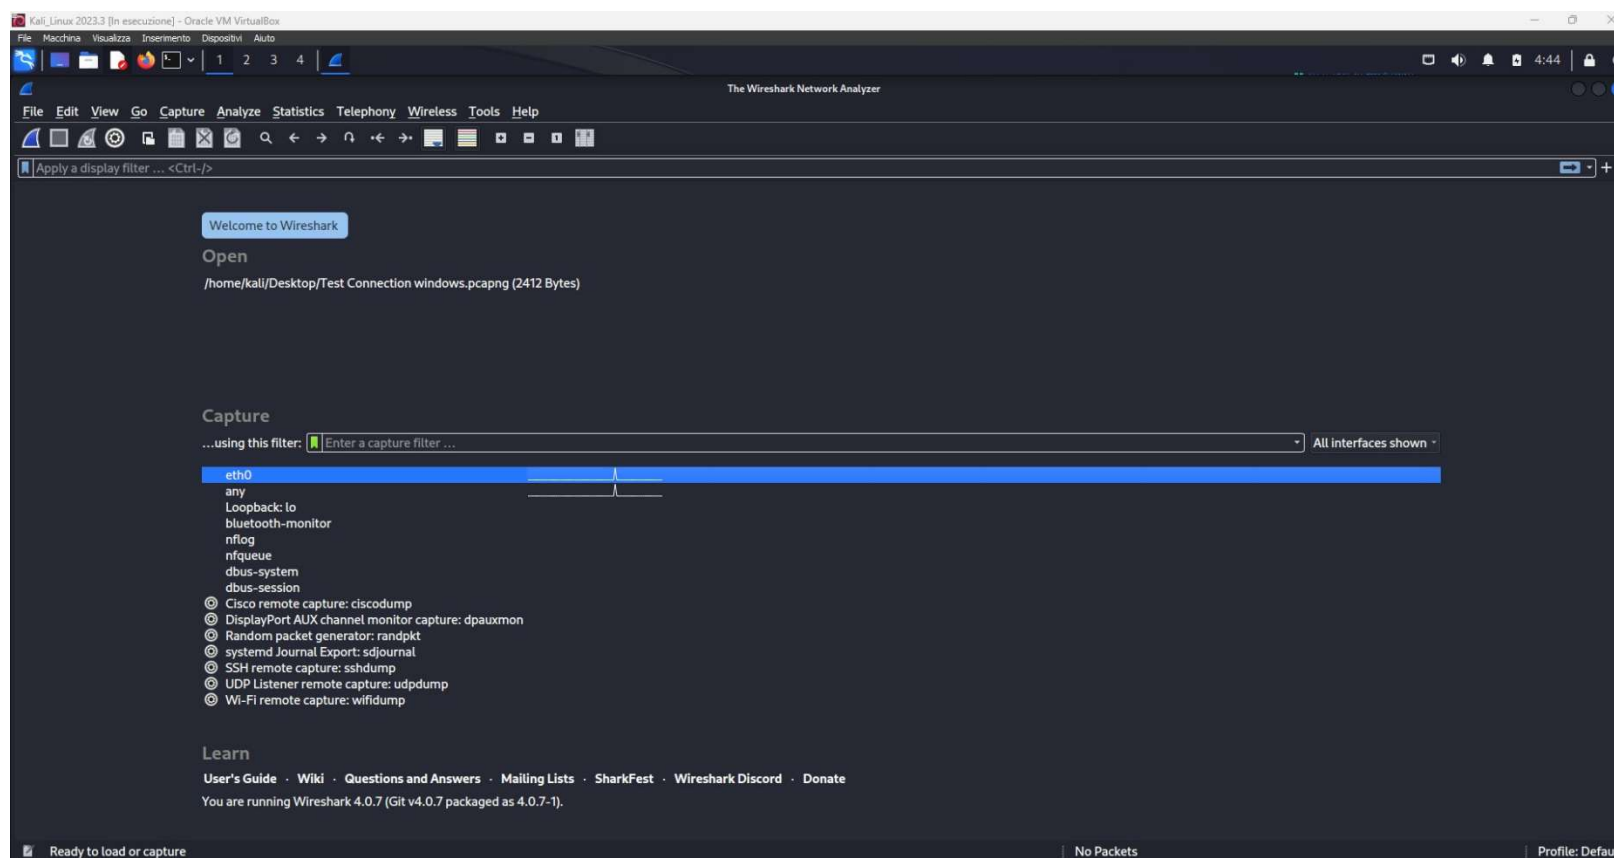 Kali_Linux 2023.3 [In esecuzione] - Oracle VM VirtualBox
File Macchina Visualizza Inserimento Dispositivi Aiuto
1 2 3 4 4:44
The Wireshark Network Analyzer
File Edit View Go Capture Analyze Statistics Telephony Wireless Tools Help
Apply a display filter ... <Ctrl-/>
Welcome to Wireshark
Open
/home/kali/Desktop/Test Connection windows.pcapng (2412 Bytes)
Capture
...using this filter: Enter a capture filter ... All interfaces shown
eth0
any
Loopback: lo
bluetooth-monitor
nflog
nfqueue
dbus-system
dbus-session
Cisco remote capture: ciscodump
DisplayPort AUX channel monitor capture: dpauxmon
Random packet generator: randpkt
systemd Journal Export: sdjournal
SSH remote capture: sshdump
UDP Listener remote capture: udpdump
Wi-Fi remote capture: wifidump
Learn
User's Guide · Wiki · Questions and Answers · Mailing Lists · SharkFest · Wireshark Discord · Donate
You are running Wireshark 4.0.7 (Git v4.0.7 packaged as 4.0.7-1).
Ready to load or capture No Packets Profile: Defau